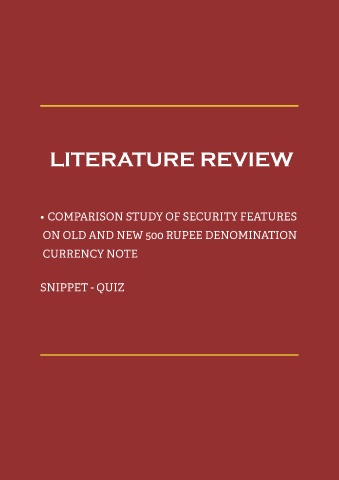 LITERATURE REVIEW
• COMPARISON STUDY OF SECURITY FEATURES
ON OLD AND NEW 500 RUPEE DENOMINATION
CURRENCY NOTE
SNIPPET - QUIZ